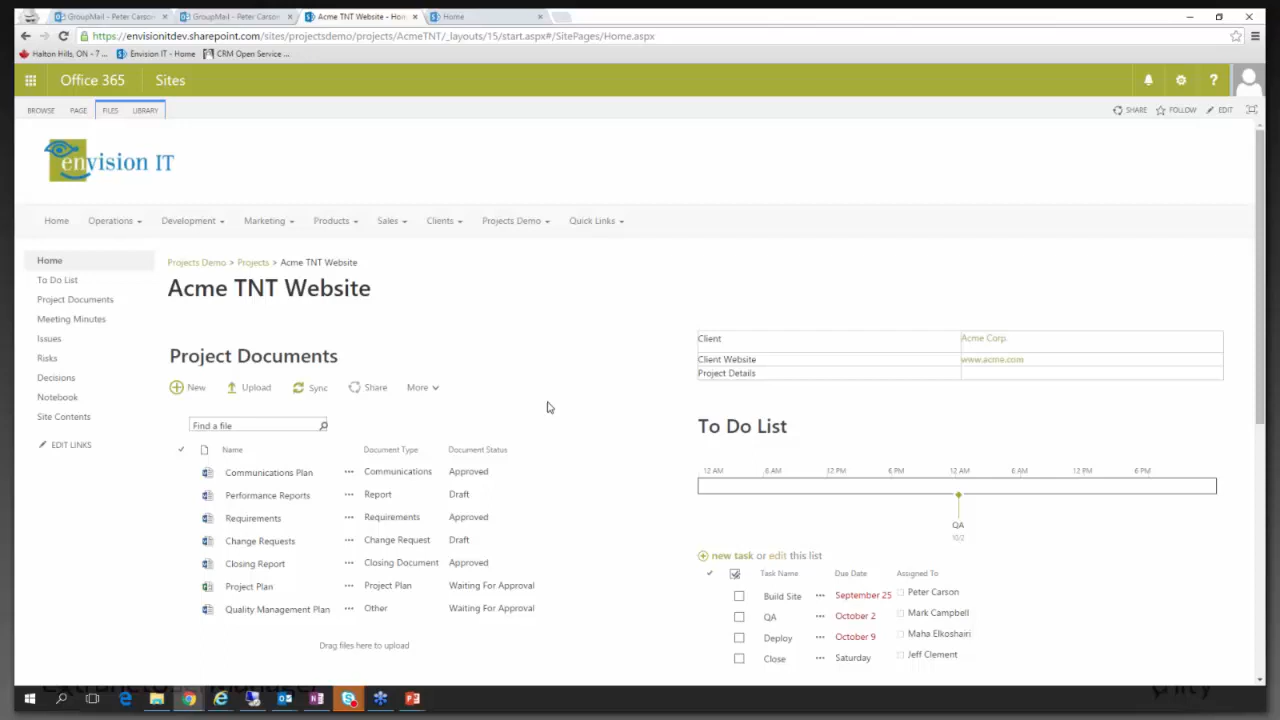 GroupMail - Peter Carson
GroupMail - Peter Carson
Acme TNT Website - Hom
Home
https://envisionitdev.sharepoint.com/sites/projectsdemo/projects/AcmeTNT/_layouts/15/start.aspx#/SitePages/Home.aspx
Halton Hills, ON - 7 ...
Envision IT - Home
CRM Open Service ...
Office 365
Sites
?
BROWSE
PAGE
FILES
LIBRARY
SHARE
FOLLOW
EDIT
envision IT
Home
Operations
Development
Marketing
Products
Sales
Clients
Projects Demo
Quick Links
Home
To Do List
Project Documents
Meeting Minutes
Issues
Risks
Decisions
Notebook
Site Contents
EDIT LINKS
Projects Demo > Projects > Acme TNT Website
Acme TNT Website
Project Documents
New
Upload
Sync
Share
More
Find a file
Name Document Type Document Status
Communications Plan ... Communications Approved
Performance Reports ... Report Draft
Requirements ... Requirements Approved
Change Requests ... Change Request Draft
Closing Report ... Closing Document Approved
Project Plan ... Project Plan Waiting For Approval
Quality Management Plan ... Other Waiting For Approval
Drag files here to upload
Client Acme Corp.
Client Website www.acme.com
Project Details
To Do List
12 AM 6 AM 12 PM 6 PM 12 AM 6 AM 12 PM 6 PM
QA
10/2
new task or edit this list
Task Name Due Date Assigned To
Build Site ... September 25 Peter Carson
QA ... October 2 Mark Campbell
Deploy ... October 9 Maha Elkoshairi
Close ... Saturday Jeff Clement